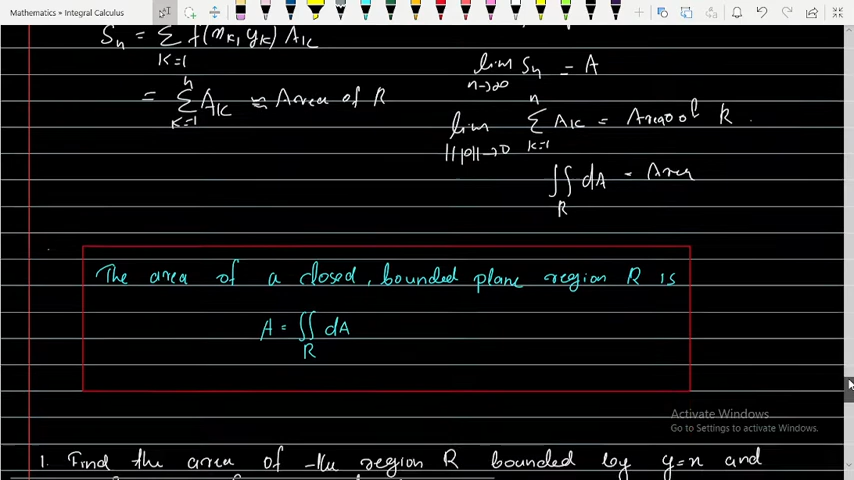 Mathematics » Integral Calculus
Sn = Σ f(xk, yk) Ak
k=1
n
= Σ Ak ≈ Area of R
k=1
lim Sn = A
n→∞
n
lim Σ Ak = Area of R
||p||→0 k=1
∬ dA = Area
R
The area of a closed, bounded plane region R is
A = ∬ dA
R
Activate Windows
Go to Settings to activate Windows.
1. Find the area of the region R bounded by y=x and